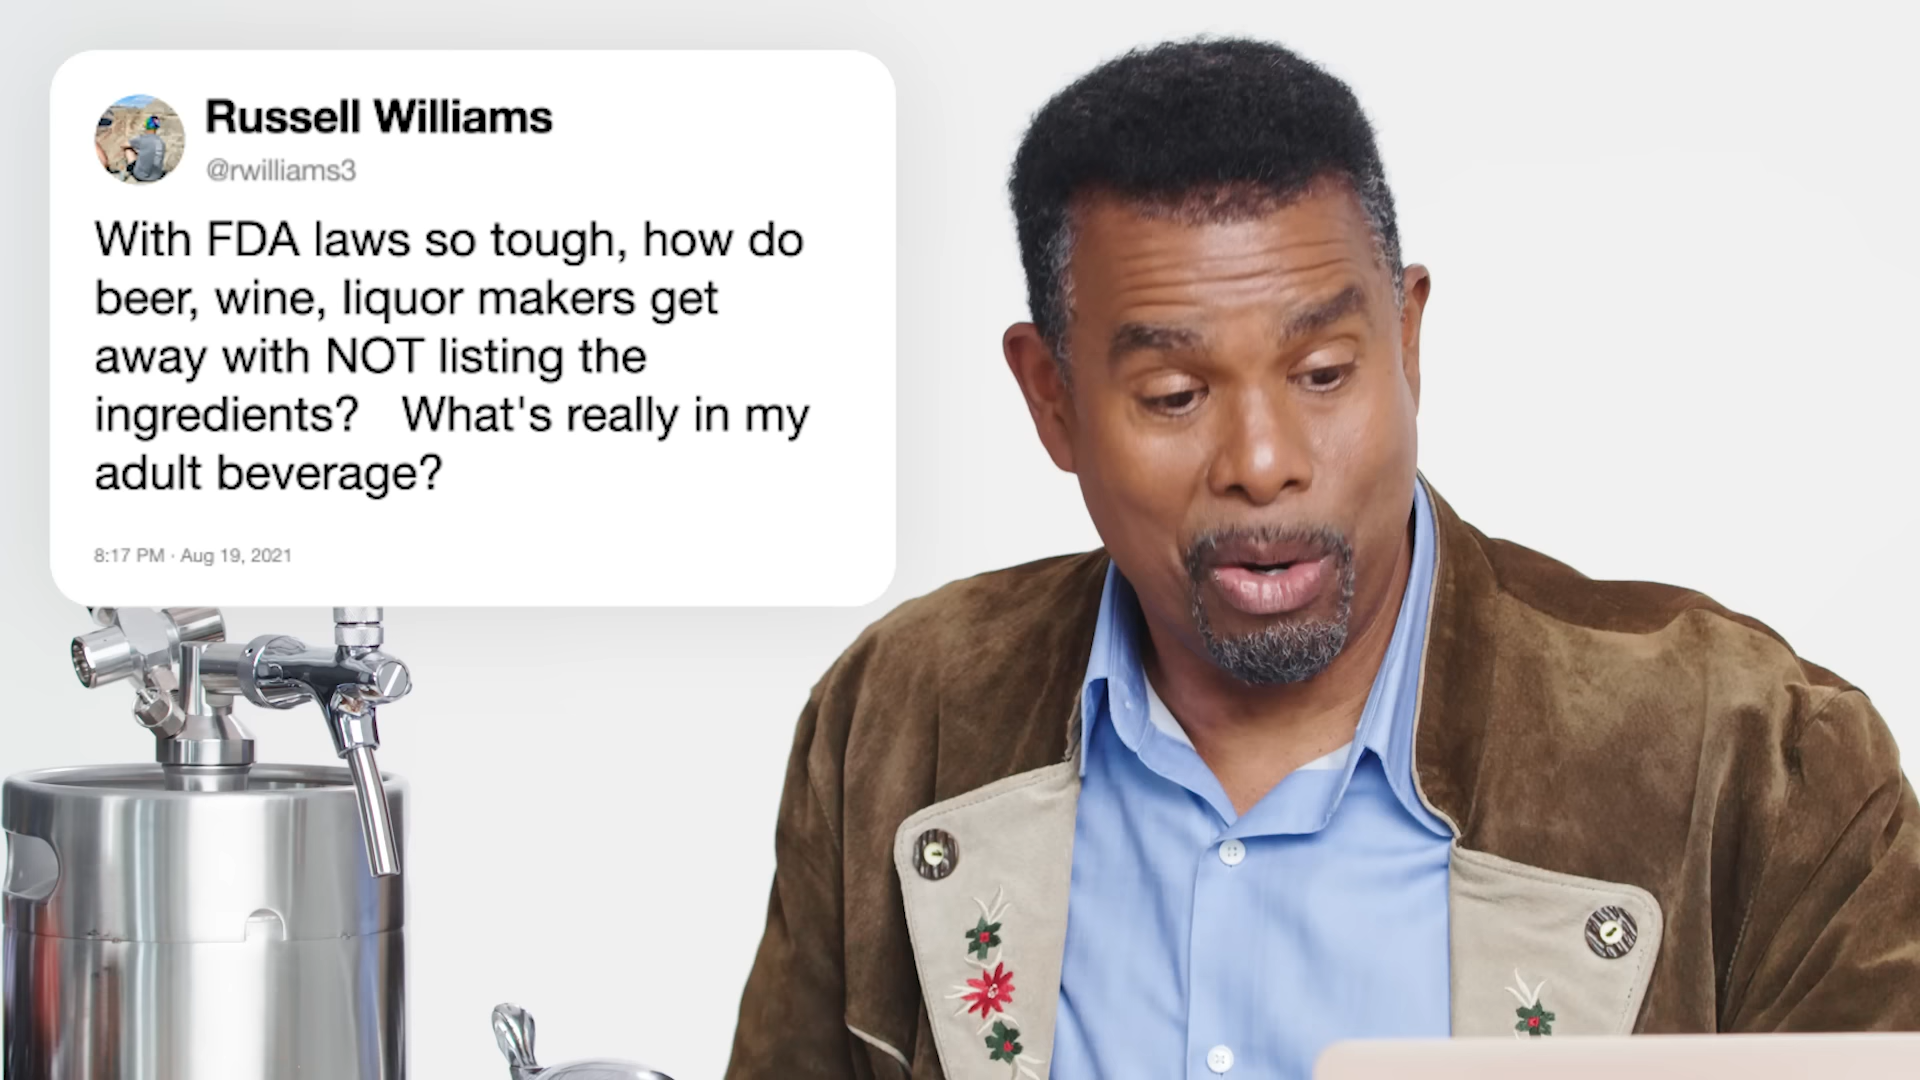 Russell Williams
@rwilliams3
With FDA laws so tough, how do
beer, wine, liquor makers get
away with NOT listing the
ingredients?   What's really in my
adult beverage?
8:17 PM · Aug 19, 2021